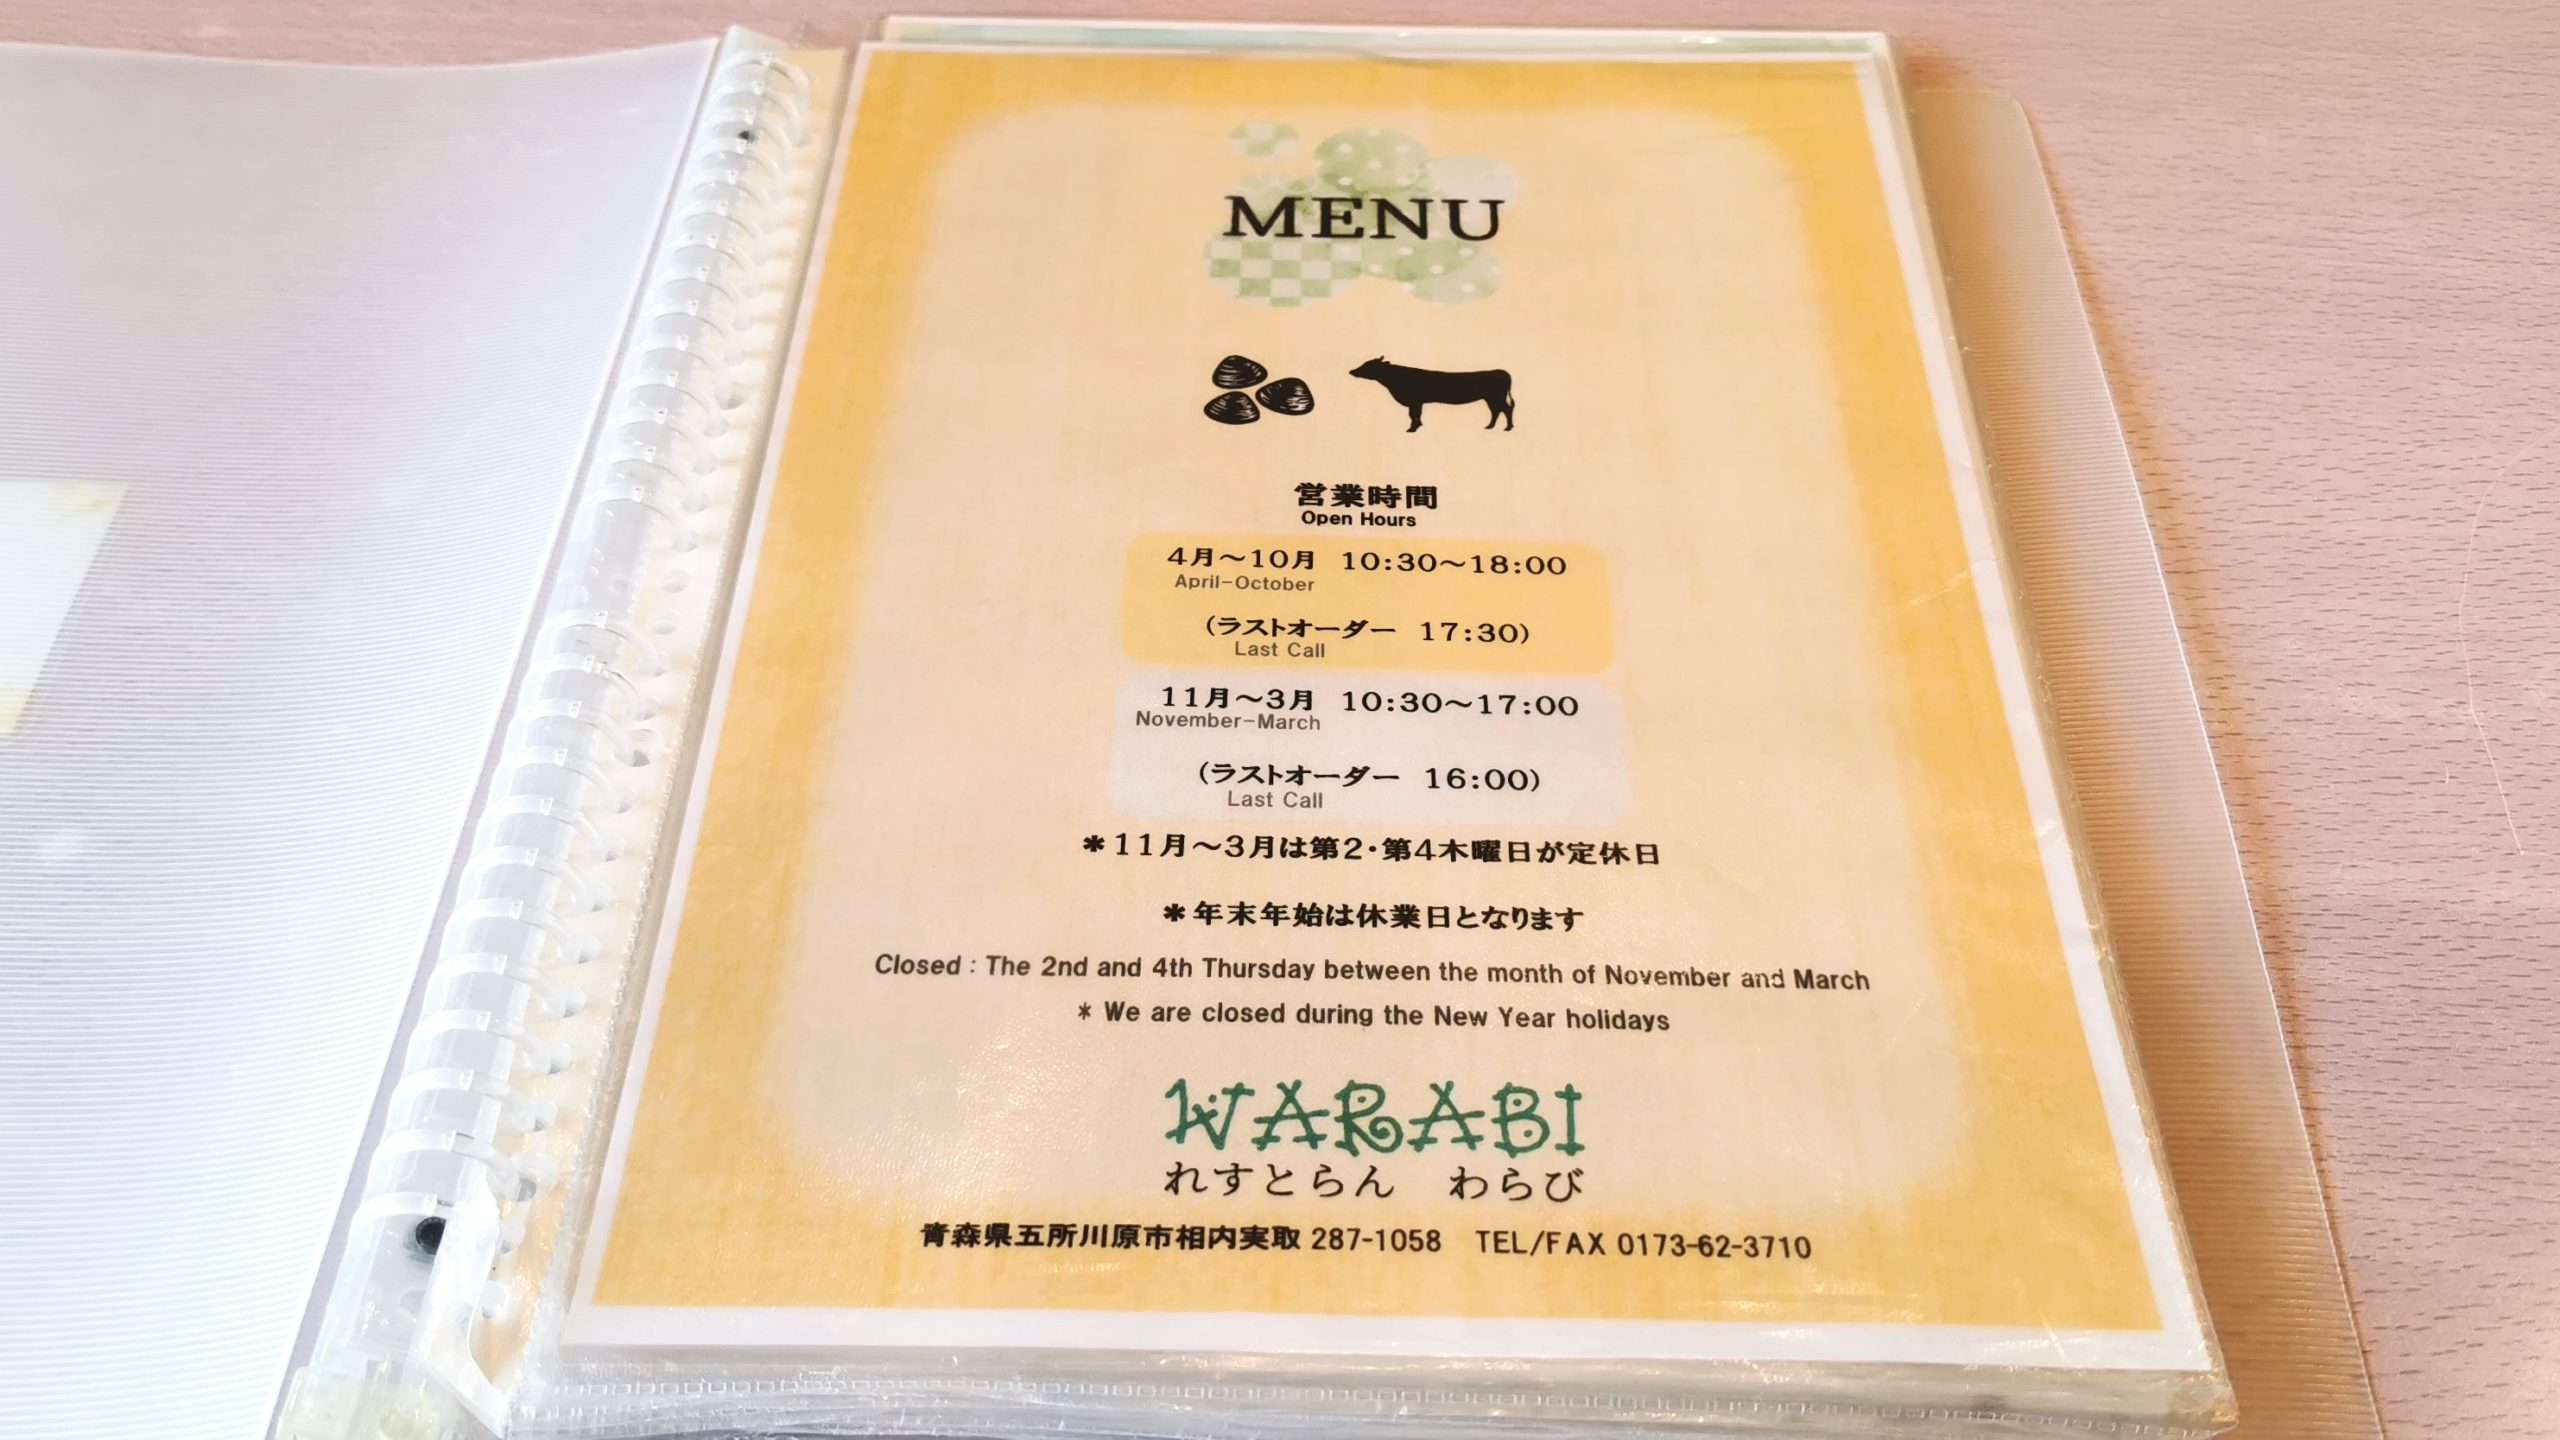 MENU
営業時間
Open Hours
4月～10月 10:30～18:00
April-October
(ラストオーダー 17:30)
Last Call
11月～3月 10:30～17:00
November-March
(ラストオーダー 16:00)
Last Call
＊11月～3月は第2・第4木曜日が定休日
＊年末年始は休業日となります
Closed : The 2nd and 4th Thursday between the month of November and March
* We are closed during the New Year holidays
WARABI
れすとらん わらび
青森県五所川原市相内実取 287-1058 TEL/FAX 0173-62-3710